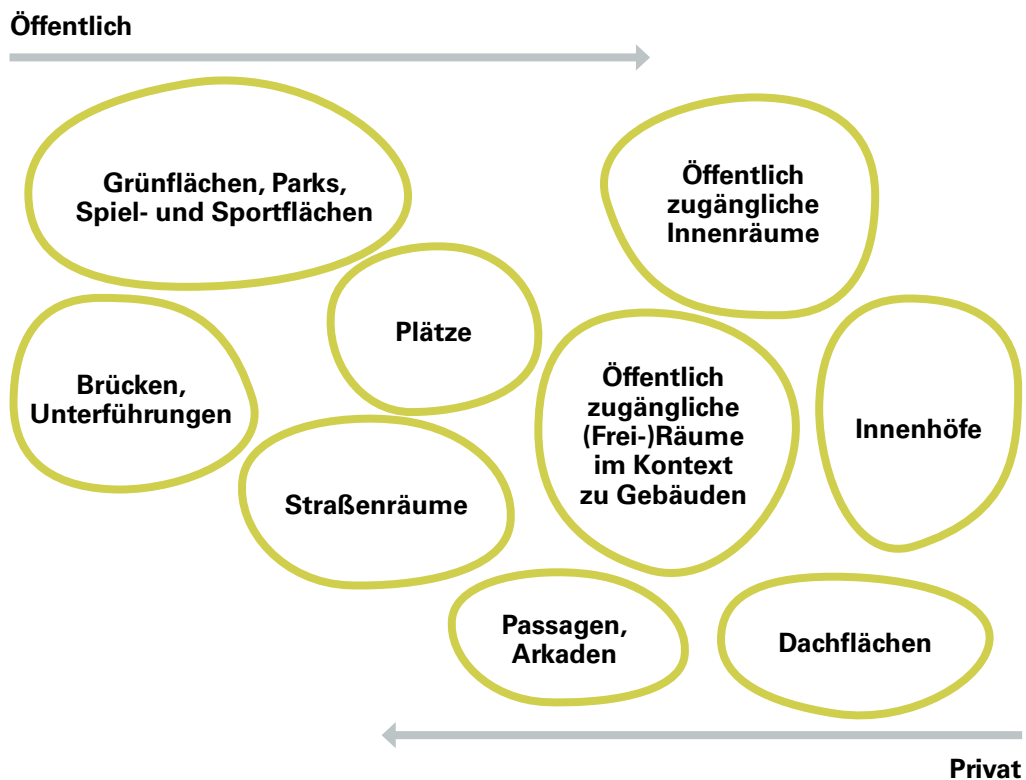 Öffentlich
Grünflächen, Parks,
Spiel- und Sportflächen
Öffentlich
zugängliche
Innenräume
Plätze
Brücken,
Unterführungen
Öffentlich
zugängliche
(Frei-)Räume
im Kontext
zu Gebäuden
Innenhöfe
Straßenräume
Passagen,
Arkaden
Dachflächen
Privat